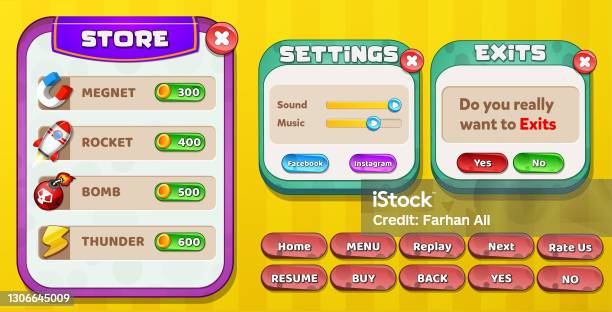 STORE
MEGNET 300
ROCKET 400
BOMB 500
THUNDER 600
SETTiNGS
Sound
Music
Facebook Instagram
EXiTS
Do you really
want to Exits
Yes No
iStock
Credit: Farhan All
Home MENU Replay Next Rate Us
RESUME BUY BACK YES NO
1306645009